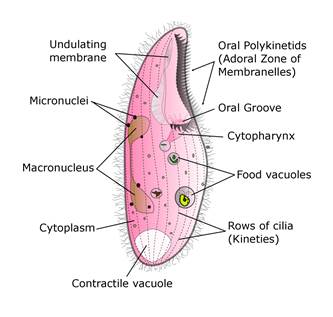 Undulating
membrane
Oral Polykinetids
(Adoral Zone of
Membranelles)
Micronuclei
Oral Groove
Cytopharynx
Macronucleus
Food vacuoles
Cytoplasm
Rows of cilia
(Kineties)
Contractile vacuole